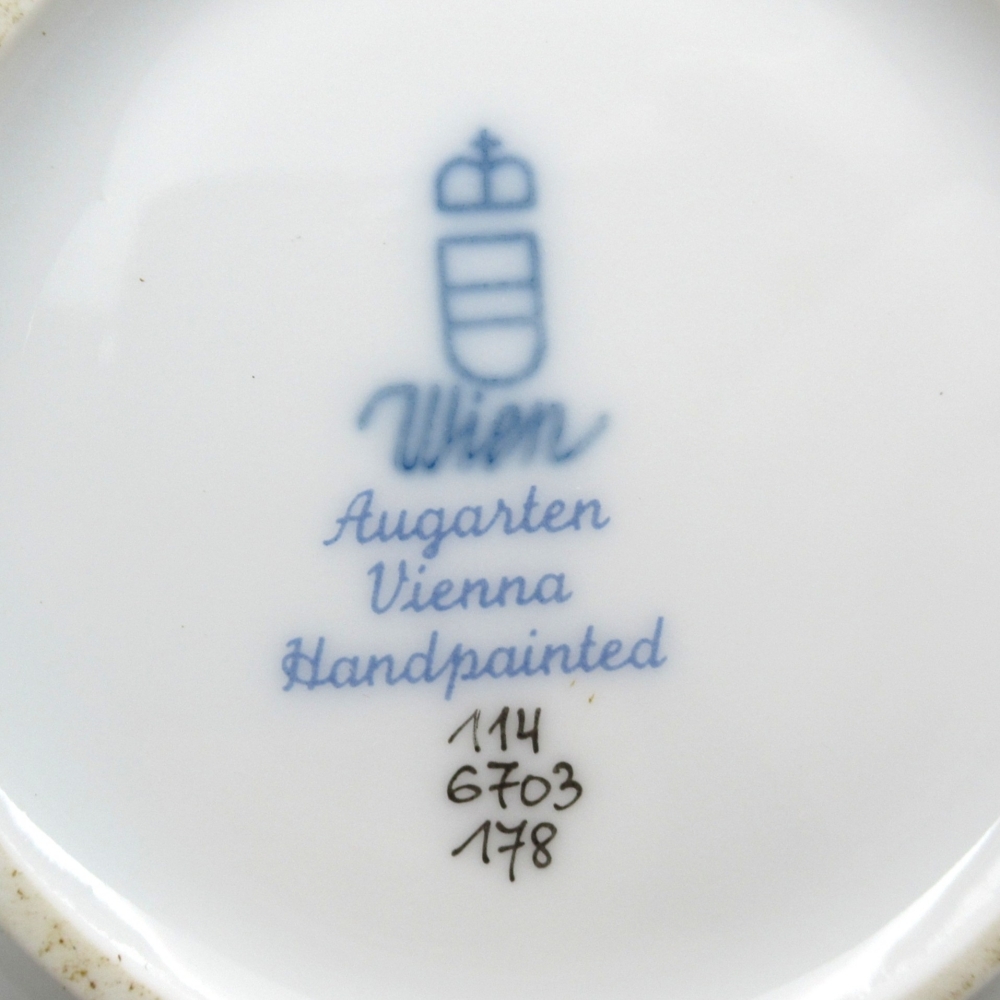 Wien
Augarten
Vienna
Handpainted
114
6703
178